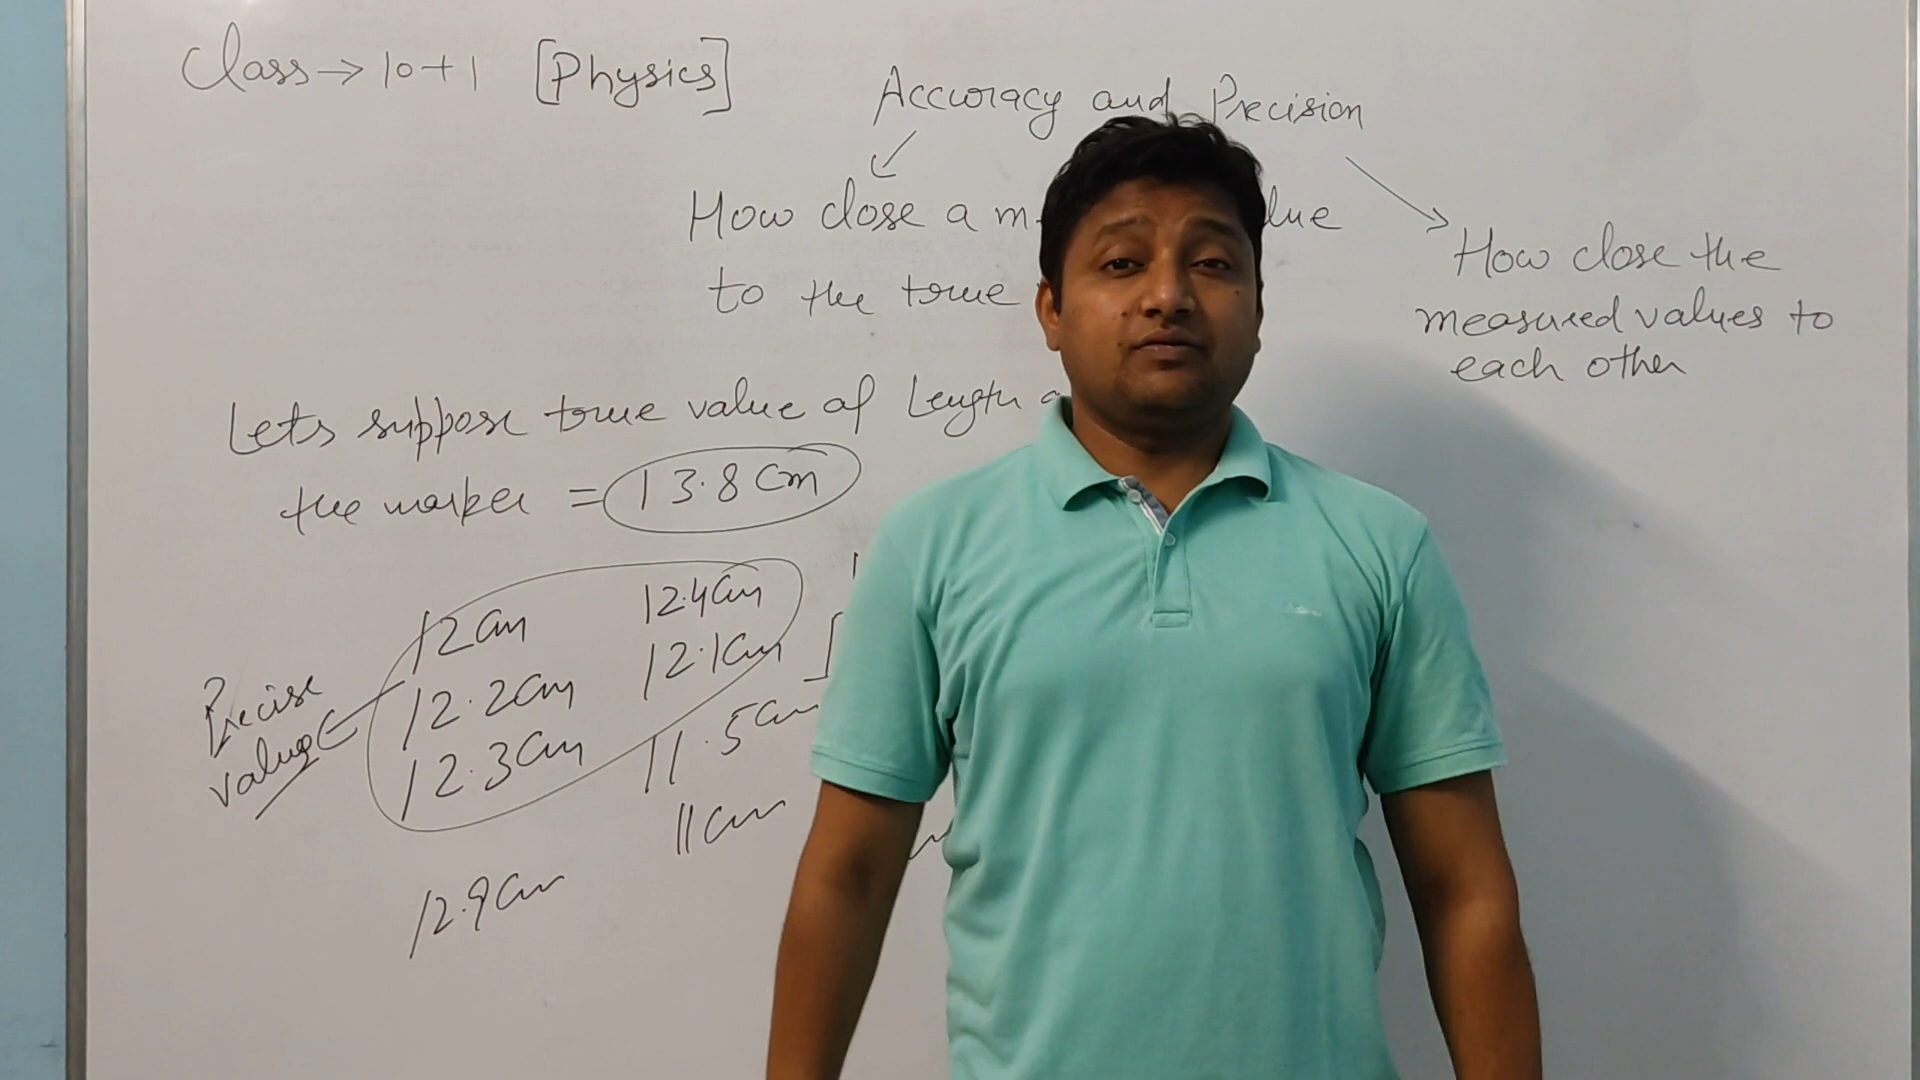 Class → 10+1 [Physics]
Accuracy and Precision
How close a
to the true
How close the
measured values to
each other
Lets suppose true value of Length
the marker = 13.8 cm
12 cm
12.2 cm
12.3 cm
12.4 cm
12.1 cm
11.5 cm
11 cm
12.9 cm
Precise
value